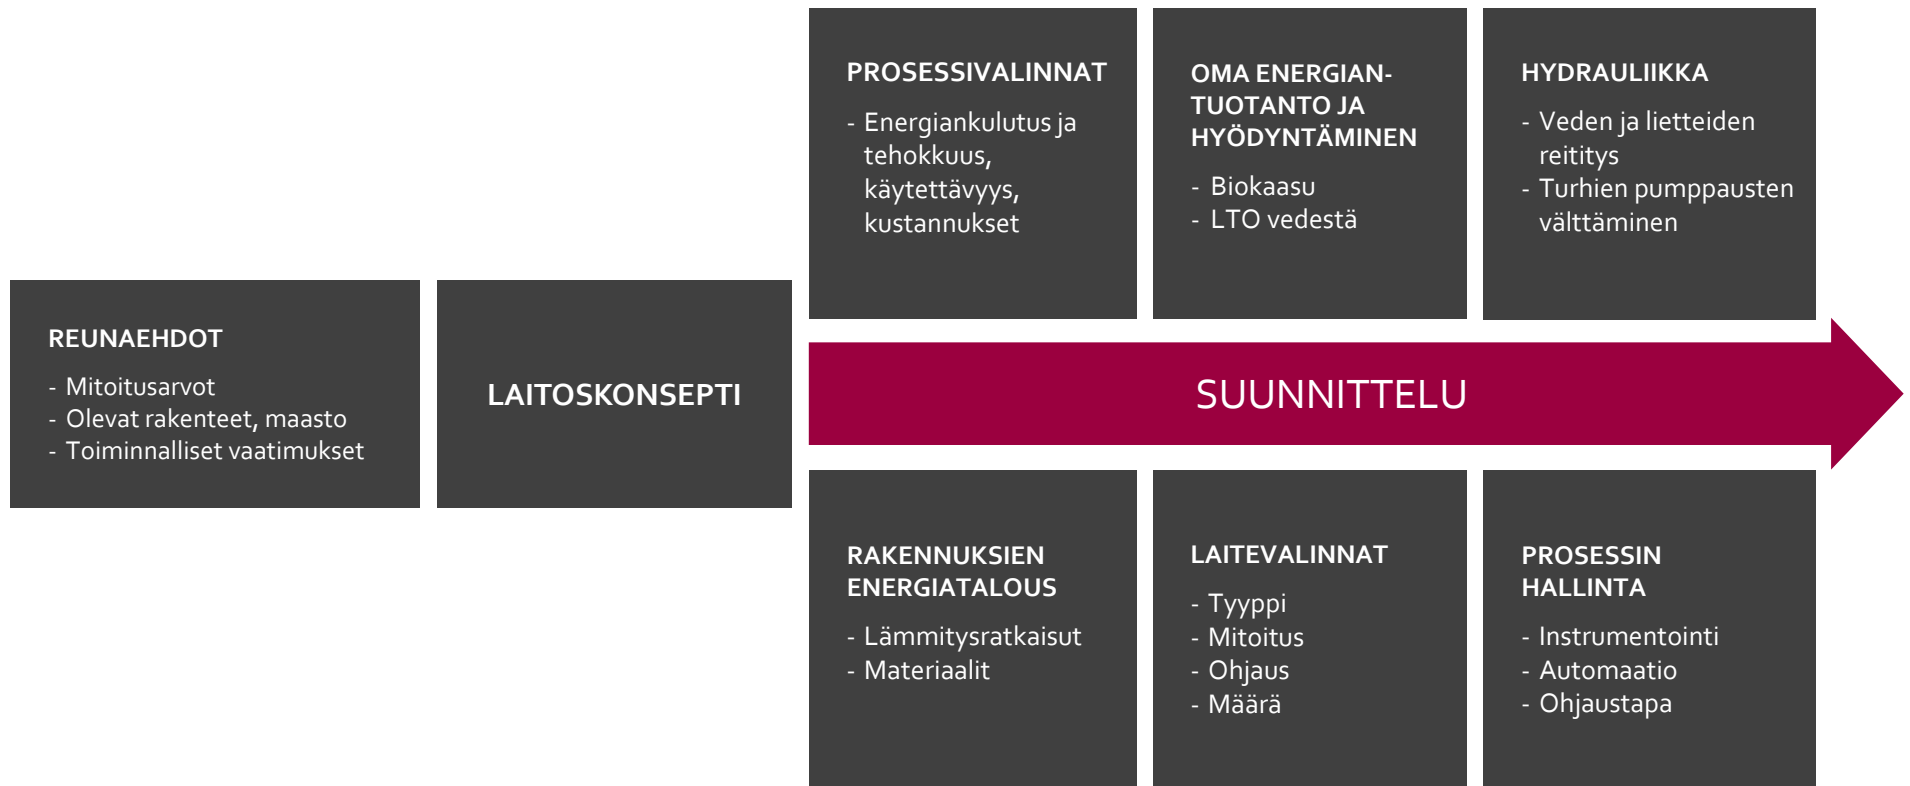 REUNAEHDOT
- Mitoitusarvot
- Olevat rakenteet, maasto
- Toiminnalliset vaatimukset
LAITOSKONSEPTI
PROSESSIVALINNAT
- Energiankulutus ja
tehokkuus,
käytettävyys,
kustannukset
OMA ENERGIAN-
TUOTANTO JA
HYÖDYNTÄMINEN
- Biokaasu
- LTO vedestä
HYDRAULIIKKA
- Veden ja lietteiden
reititys
- Turhien pumppausten
välttäminen
SUUNNITTELU
RAKENNUKSIEN
ENERGIATALOUS
- Lämmitysratkaisut
- Materiaalit
LAITEVALINNAT
- Tyyppi
- Mitoitus
- Ohjaus
- Määrä
PROSESSIN
HALLINTA
- Instrumentointi
- Automaatio
- Ohjaustapa